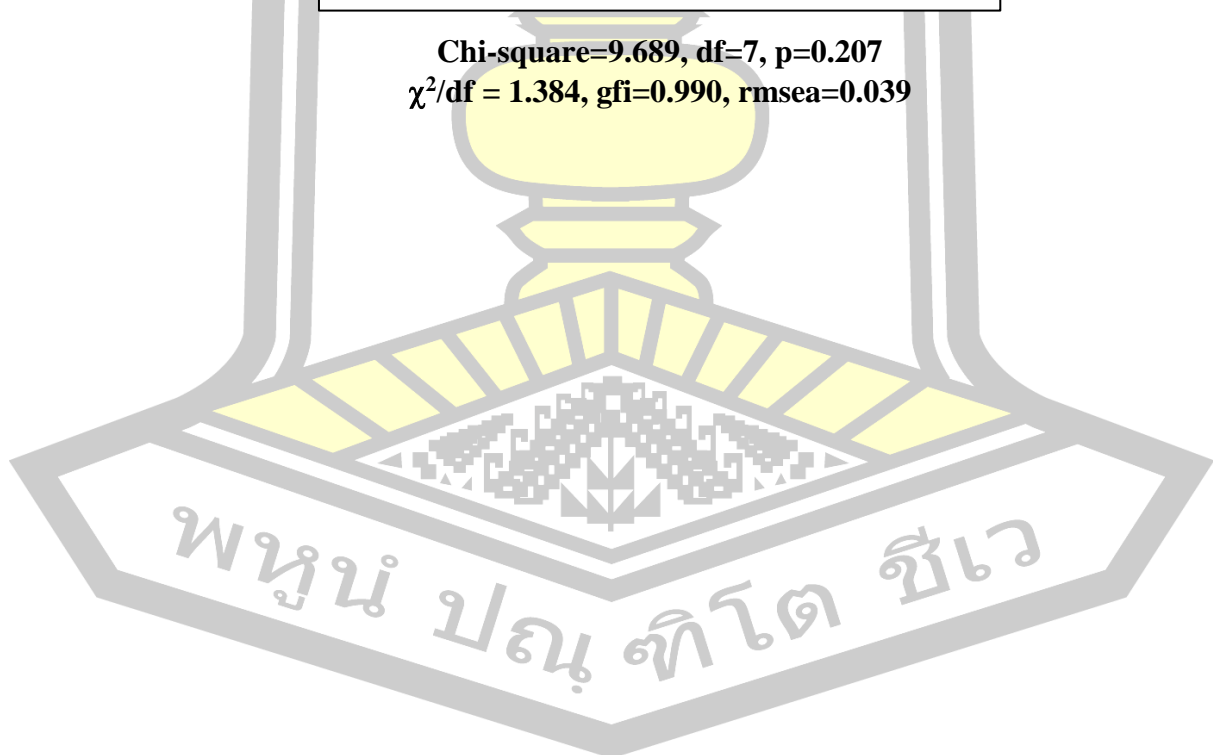 Chi-square=9.689, df=7, p=0.207
χ²/df = 1.384, gfi=0.990, rmsea=0.039
พหูนํ ปณฺฑิโต ชีเว